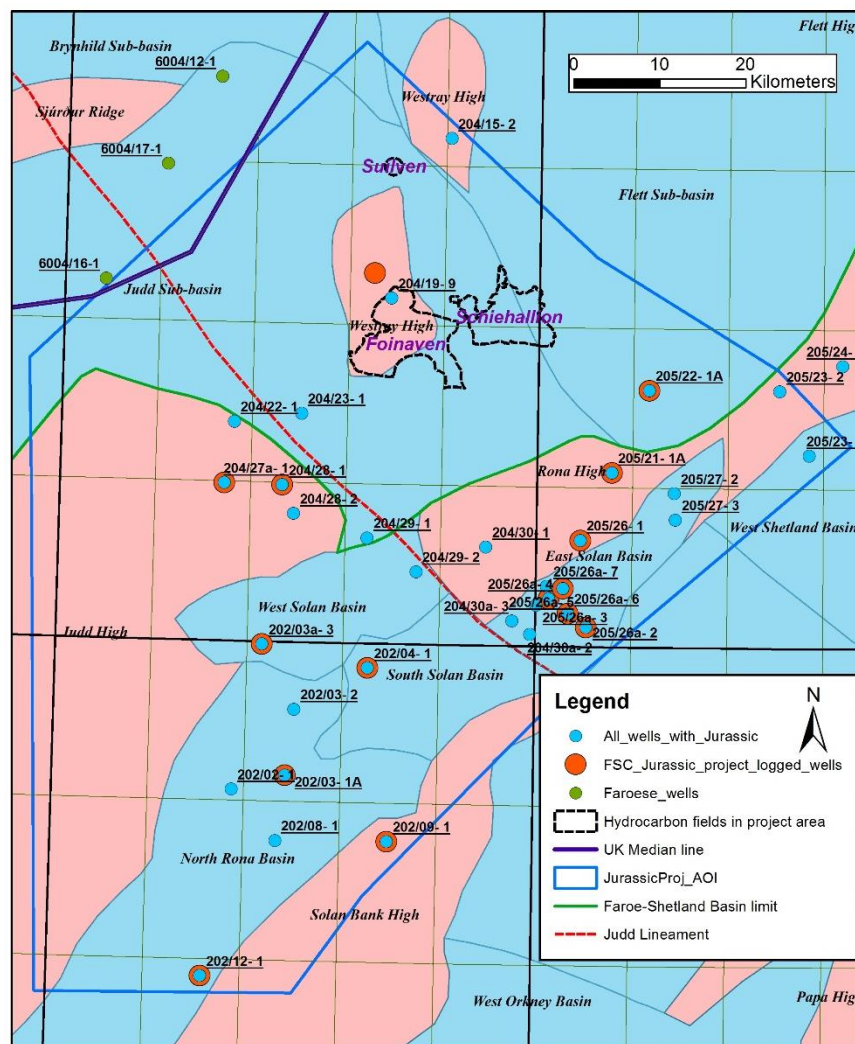 Flett Hig
Brynhild Sub-basin
6004/12-1
0 10 20
Kilometers
Sjúrður Ridge
Westray High
204/15- 2
6004/17-1
Suilven
Flett Sub-basin
6004/16-1
Judd Sub-basin
204/19- 9
Schiehallion
Westray High
Foinaven
205/24-
205/22- 1A
205/23- 2
204/23- 1
204/22- 1
205/23-
Rona High
205/21- 1A
204/27a- 1
204/28- 1
205/27- 2
204/28- 2
205/27- 3
204/29- 1
West Shetland Basin
204/30- 1
205/26- 1
East Solan Basin
204/29- 2
205/26a- 7
205/26a- 4
West Solan Basin
204/30a- 3
205/26a- 5
205/26a- 6
205/26a- 3
Judd High
202/03a- 3
205/26a- 2
204/30a- 2
202/04- 1
South Solan Basin
202/03- 2
Legend
N
All_wells_with_Jurassic
FSC_Jurassic_project_logged_wells
202/02- 1
202/03- 1A
Faroese_wells
Hydrocarbon fields in project area
202/08- 1
202/09- 1
North Rona Basin
UK Median line
JurassicProj_AOI
Solan Bank High
Faroe-Shetland Basin limit
Judd Lineament
202/12- 1
West Orkney Basin
Papa Hig